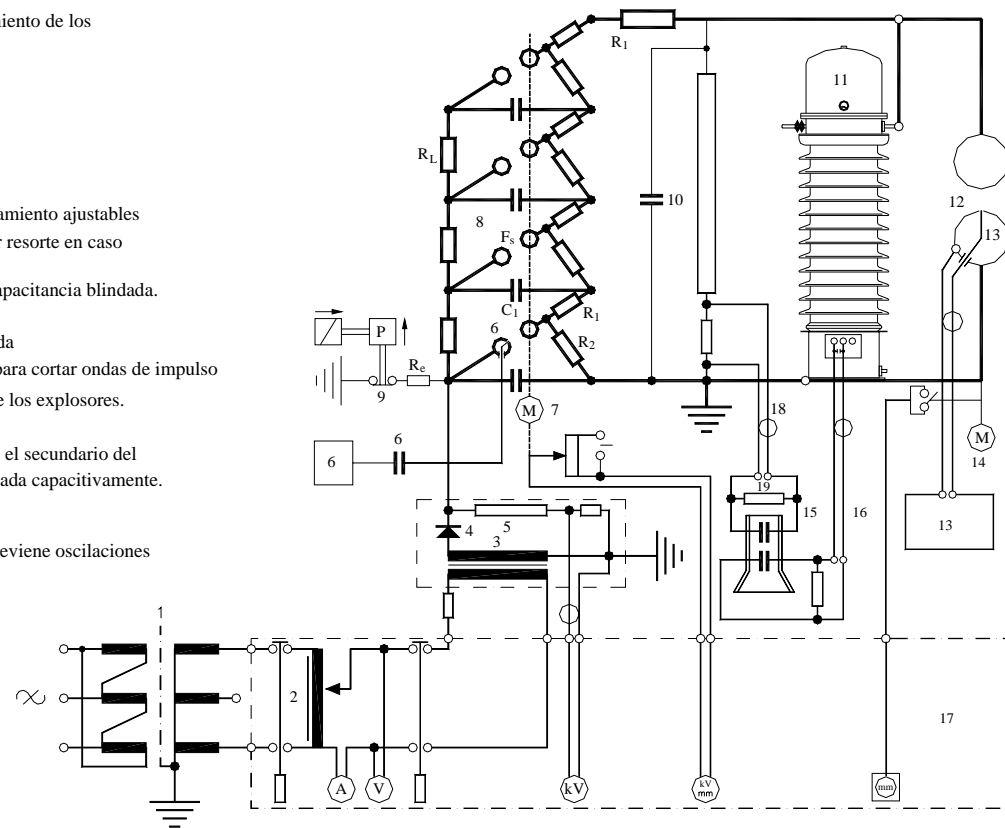 miento de los
amiento ajustables
r resorte en caso
apacitancia blindada.
da
para cortar ondas de impulso
e los explosores.
el secundario del
ada capacitivamente.
eviene oscilaciones
R1
11
RL
10
12
8
13
Fs
C1
R1
P
6
R2
Re
9
M
7
18
M
6
14
6
19
5
15
16
4
13
3
1
2
17
A
V
kV
kV
mm
mm